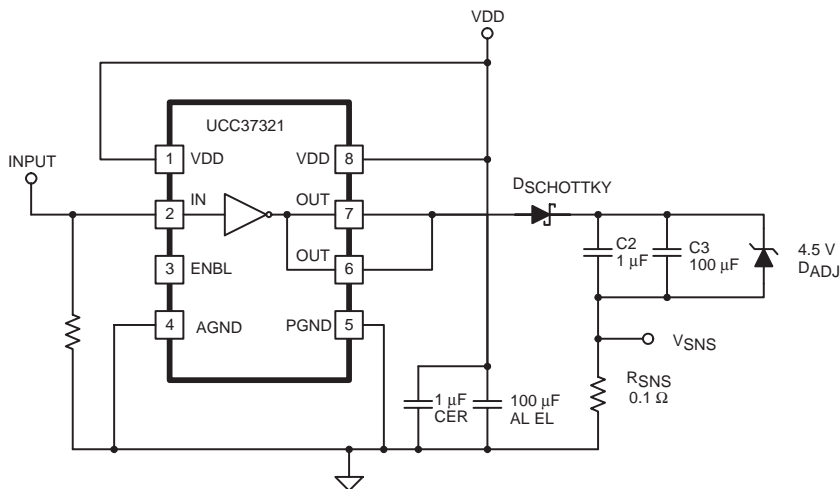 VDD
UCC37321
INPUT
1 VDD VDD 8
DSCHOTTKY
2 IN OUT 7
C2
1 μF
C3
100 μF
4.5 V
DADJ
3 ENBL OUT 6
4 AGND PGND 5
VSNS
RSNS
0.1 Ω
1 μF
CER
100 μF
AL EL